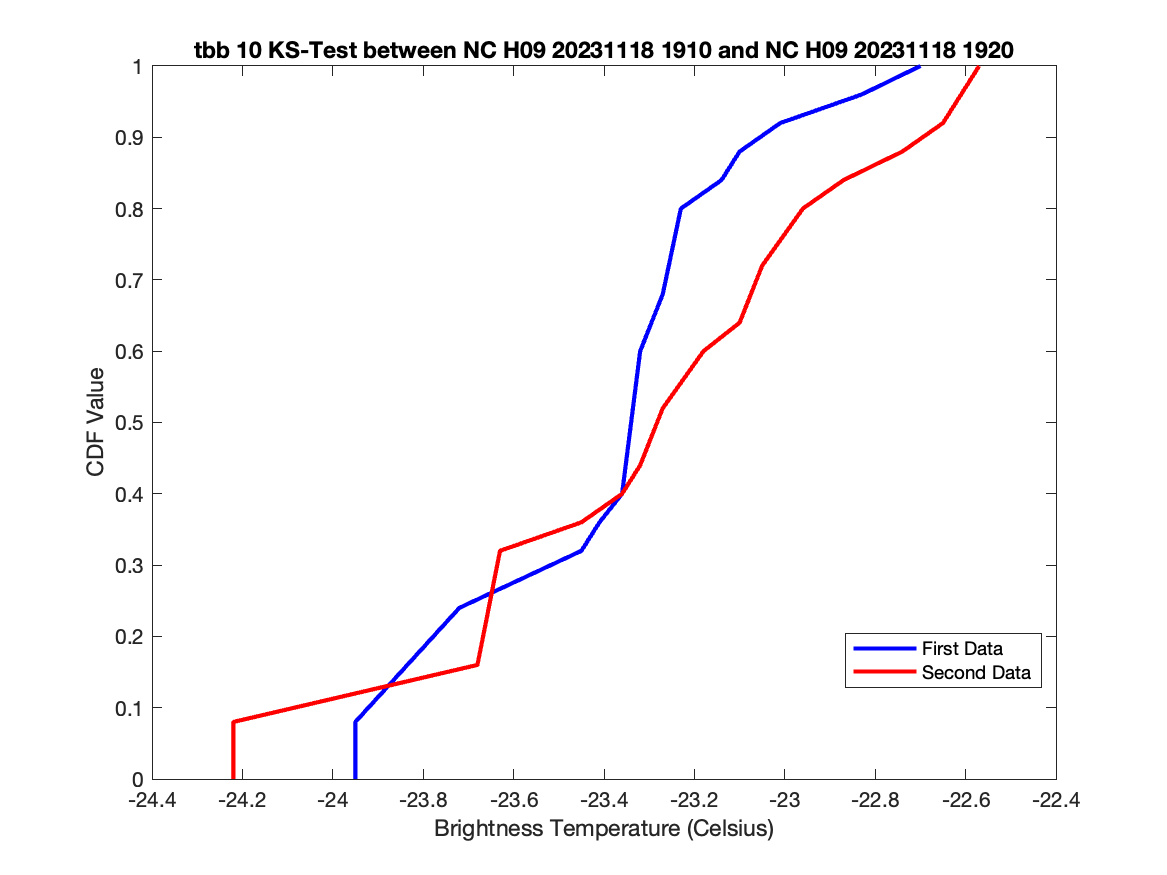 tbb 10 KS-Test between NC H09 20231118 1910 and NC H09 20231118 1920
1
0.9
0.8
0.7
0.6
0.5
0.4
0.3
0.2
0.1
0
CDF Value
First Data
Second Data
-24.4 -24.2 -24 -23.8 -23.6 -23.4 -23.2 -23 -22.8 -22.6 -22.4
Brightness Temperature (Celsius)